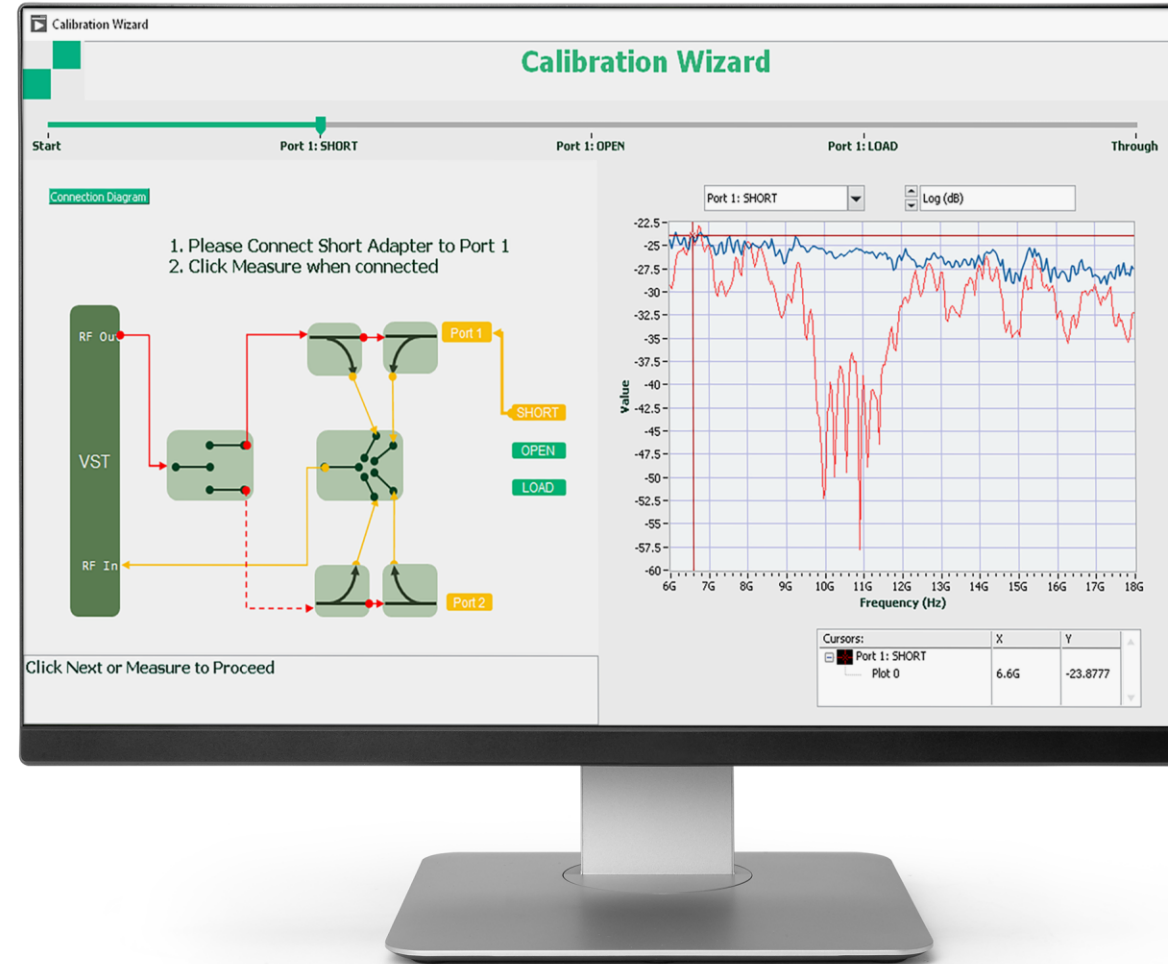 Calibration Wizard
Calibration Wizard
Start
Port 1: SHORT
Port 1: OPEN
Port 1: LOAD
Through
Connection Diagram
1. Please Connect Short Adapter to Port 1
2. Click Measure when connected
RF Out
VST
RF In
Port 1
SHORT
OPEN
LOAD
Port 2
Click Next or Measure to Proceed
Port 1: SHORT
Log (dB)
Value
-22.5
-25
-27.5
-30
-32.5
-35
-37.5
-40
-42.5
-45
-47.5
-50
-52.5
-55
-57.5
-60
6G 7G 8G 9G 10G 11G 12G 13G 14G 15G 16G 17G 18G
Frequency (Hz)
Cursors: X Y
Port 1: SHORT
Plot 0 6.6G -23.8777